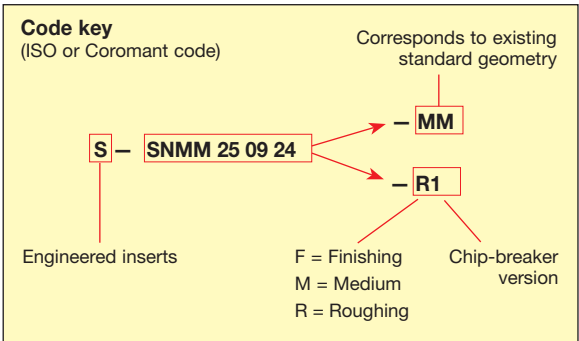 Code key
(ISO or Coromant code)
Corresponds to existing
standard geometry
– MM
S – SNMM 25 09 24
– R1
Engineered inserts
F = Finishing
M = Medium
R = Roughing
Chip-breaker
version